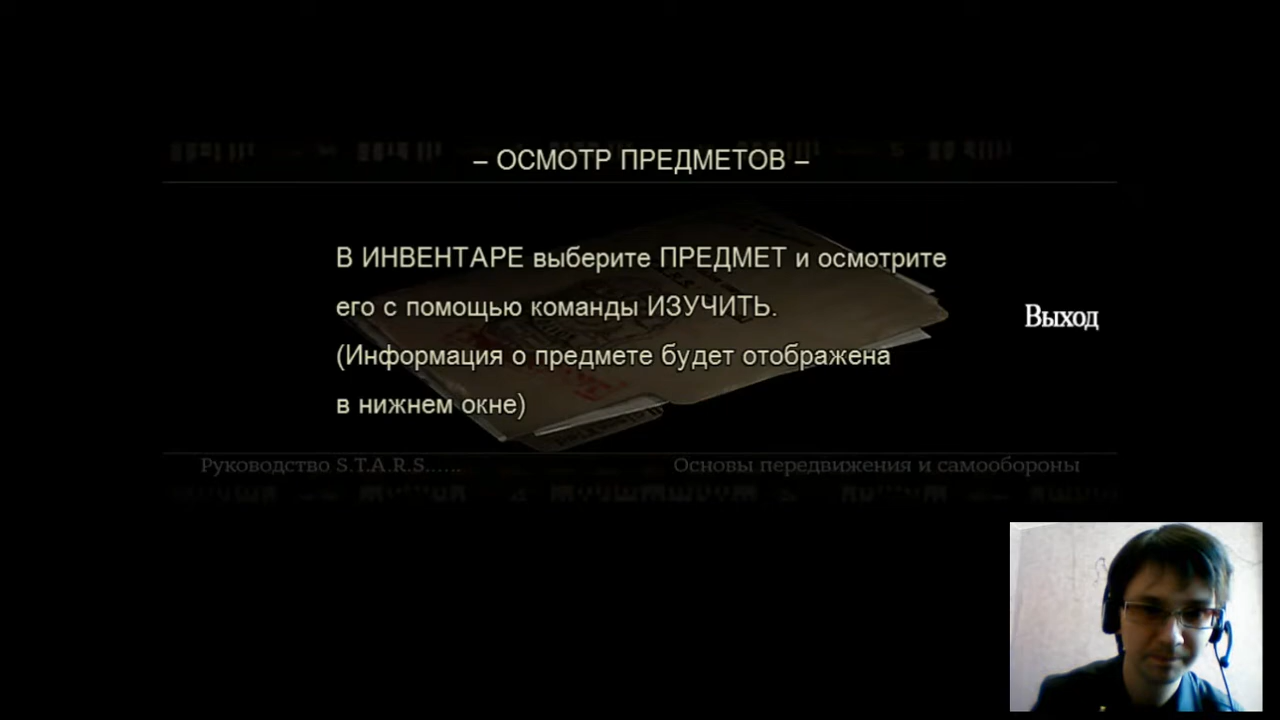 – ОСМОТР ПРЕДМЕТОВ –
В ИНВЕНТАРЕ выберите ПРЕДМЕТ и осмотрите
его с помощью команды ИЗУЧИТЬ.
(Информация о предмете будет отображена
в нижнем окне)
Выход
Руководство S.T.A.R.S...... Основы передвижения и самообороны